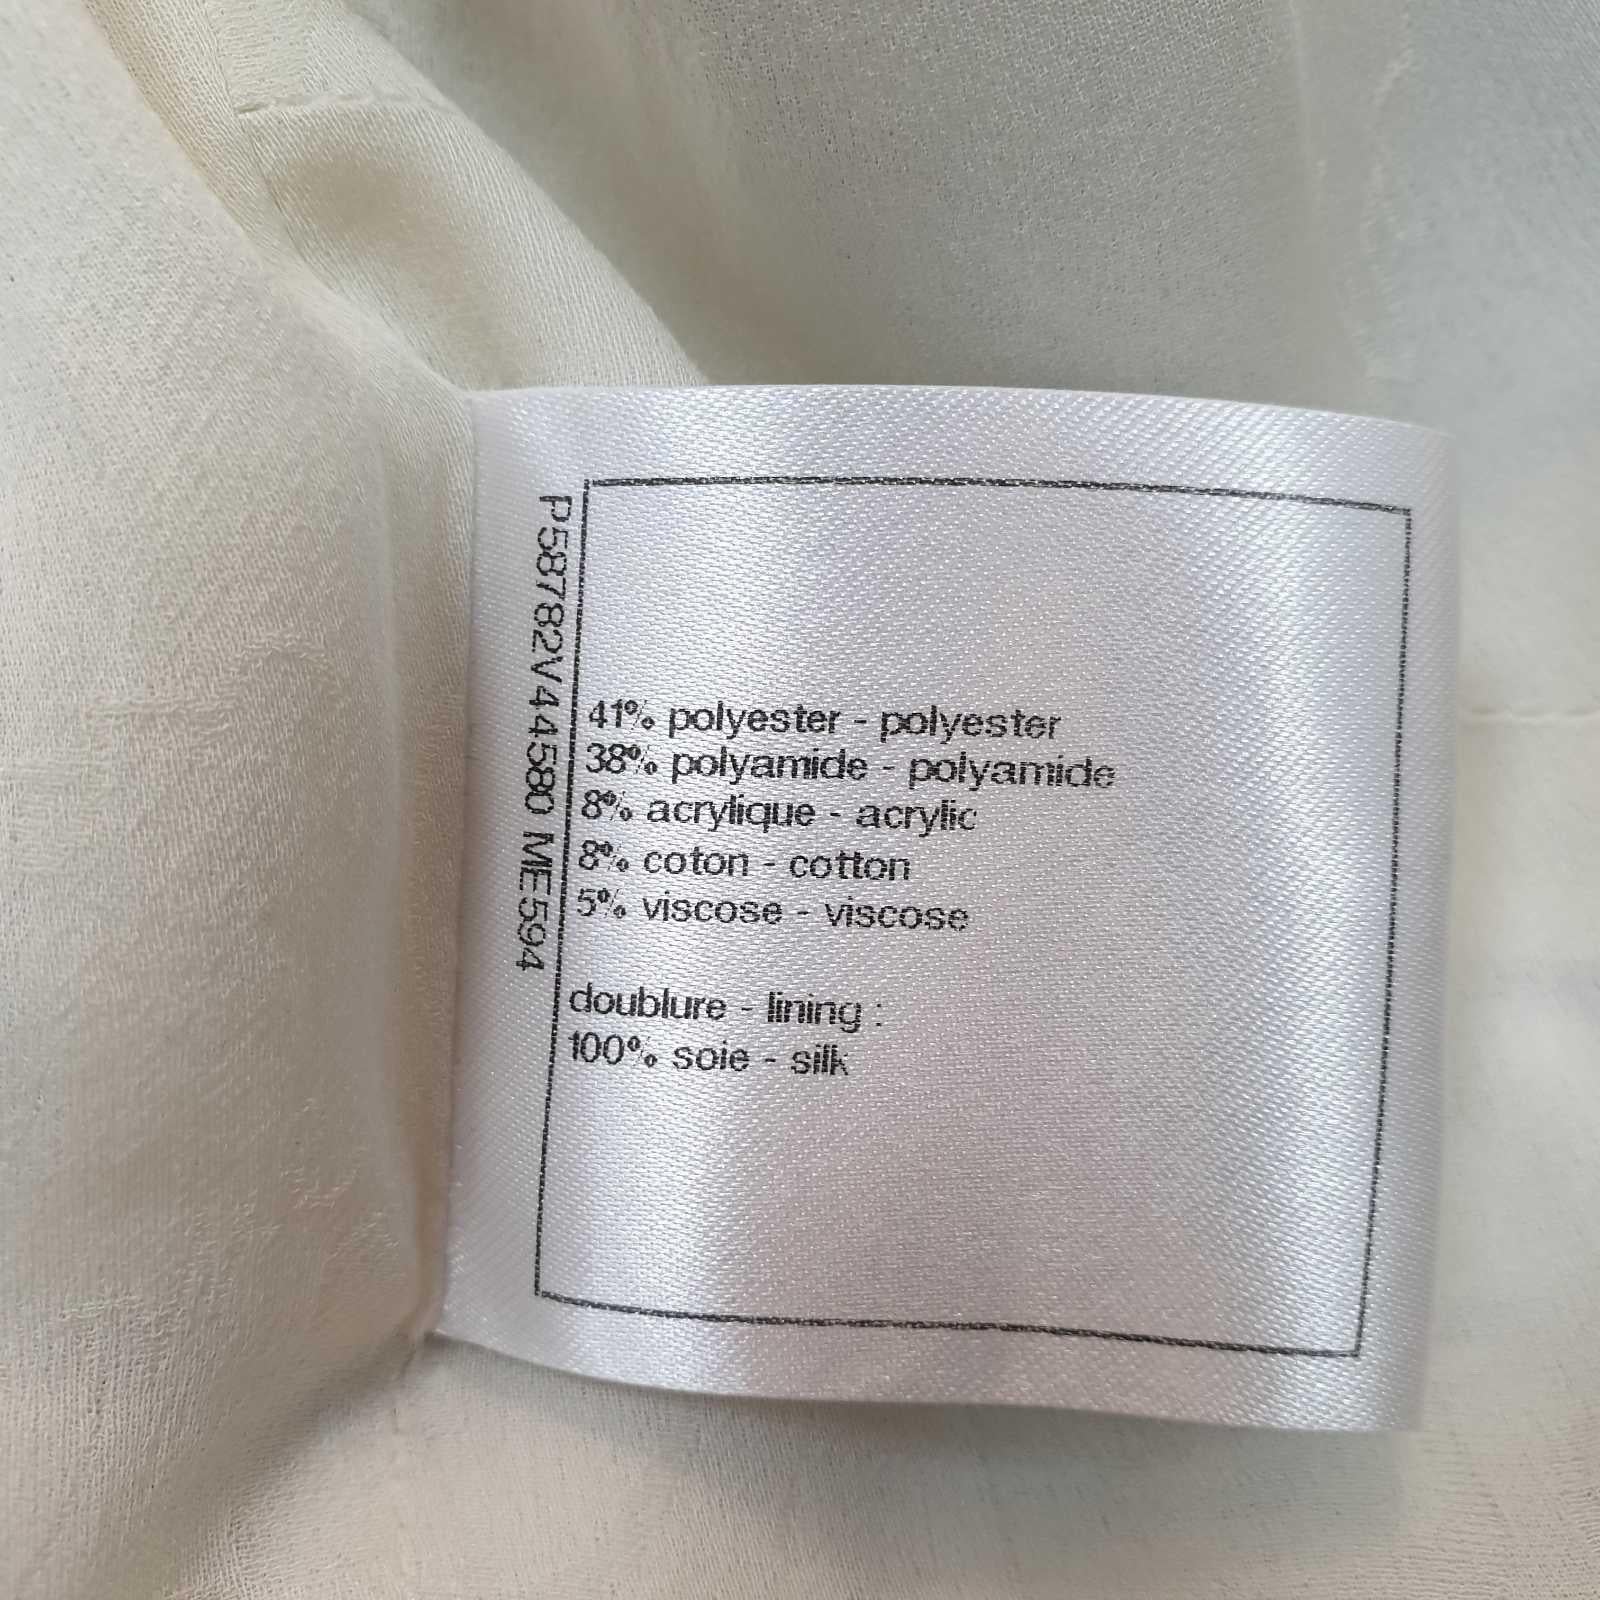 P58782V44580 ME594
41% polyester - polyester
38% polyamide - polyamide
8% acrylique - acrylic
8% coton - cotton
5% viscose - viscose
doublure - lining :
100% soie - silk